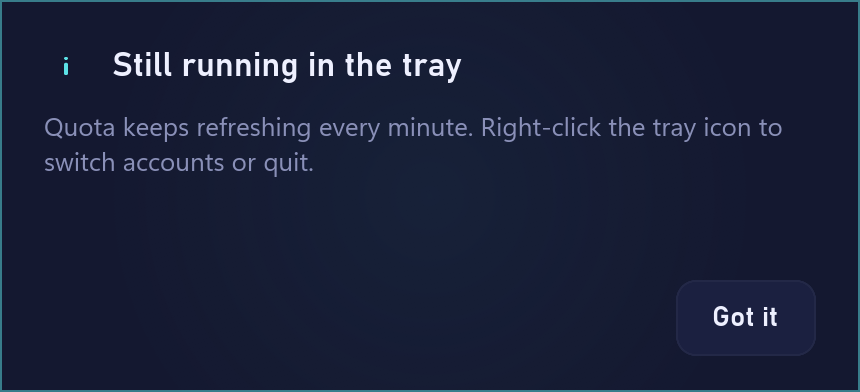 i Still running in the tray
Quota keeps refreshing every minute. Right-click the tray icon to
switch accounts or quit.
Got it